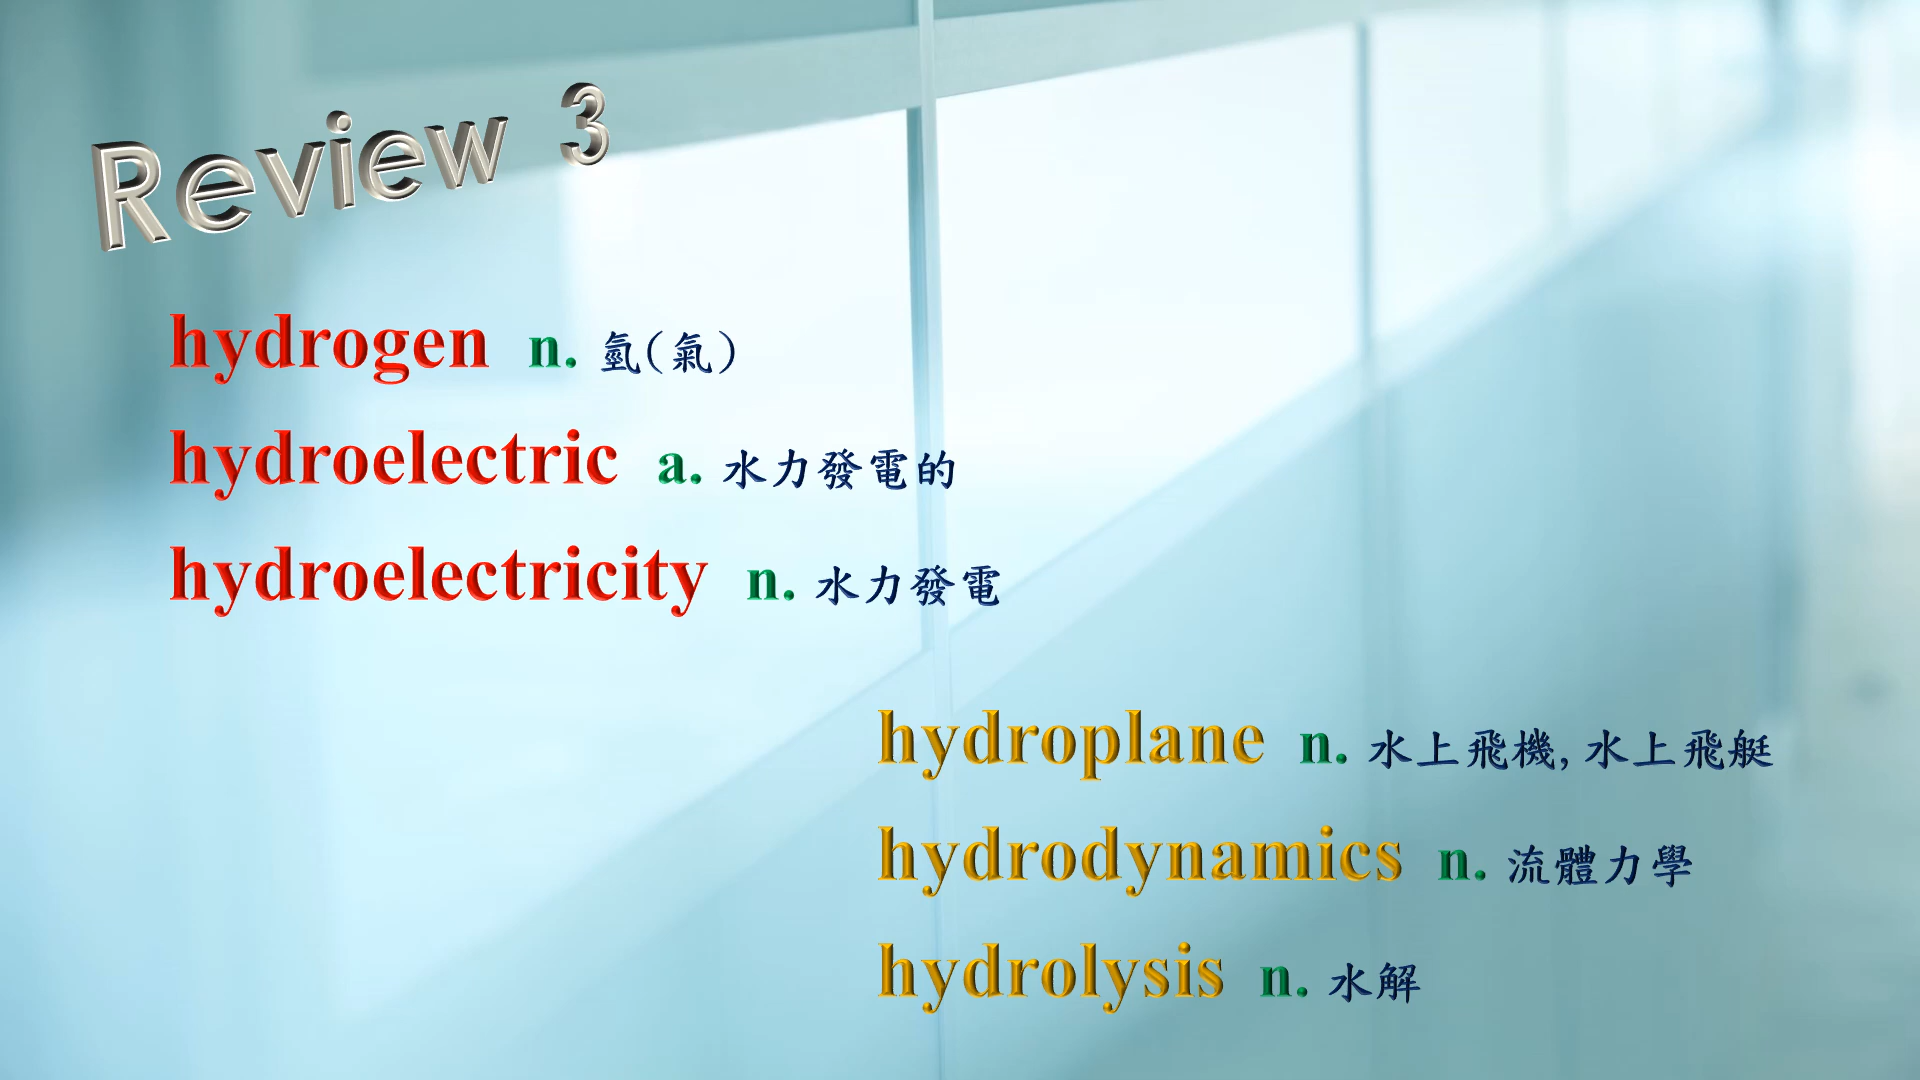 Review 3
hydrogen n. 氫(氣)
hydroelectric a. 水力發電的
hydroelectricity n. 水力發電
hydroplane n. 水上飛機, 水上飛艇
hydrodynamics n. 流體力學
hydrolysis n. 水解